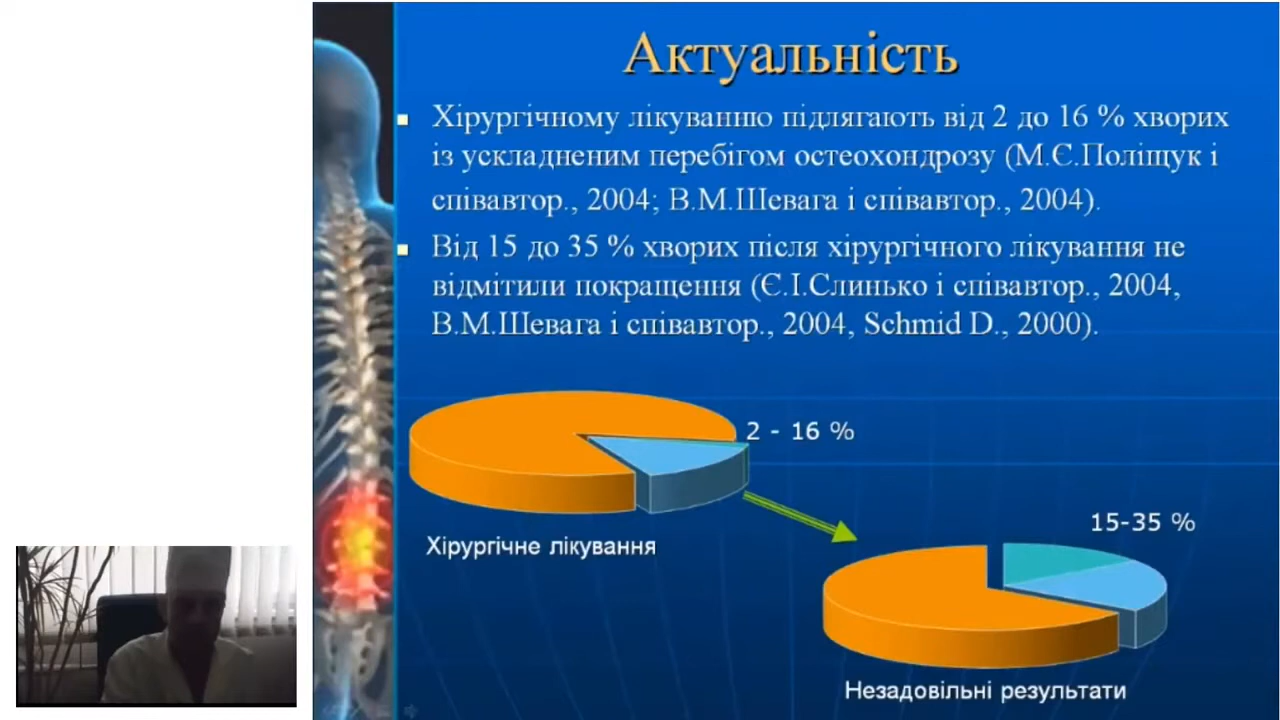 Актуальність
Хірургічному лікуванню підлягають від 2 до 16 % хворих
із ускладненим перебігом остеохондрозу (М.Є.Поліщук і
співавтор., 2004; В.М.Шевага і співавтор., 2004).
Від 15 до 35 % хворих після хірургічного лікування не
відмітили покращення (Є.І.Слинько і співавтор., 2004,
В.М.Шевага і співавтор., 2004, Schmid D., 2000).
2 - 16 %
Хірургічне лікування
15-35 %
Незадовільні результати